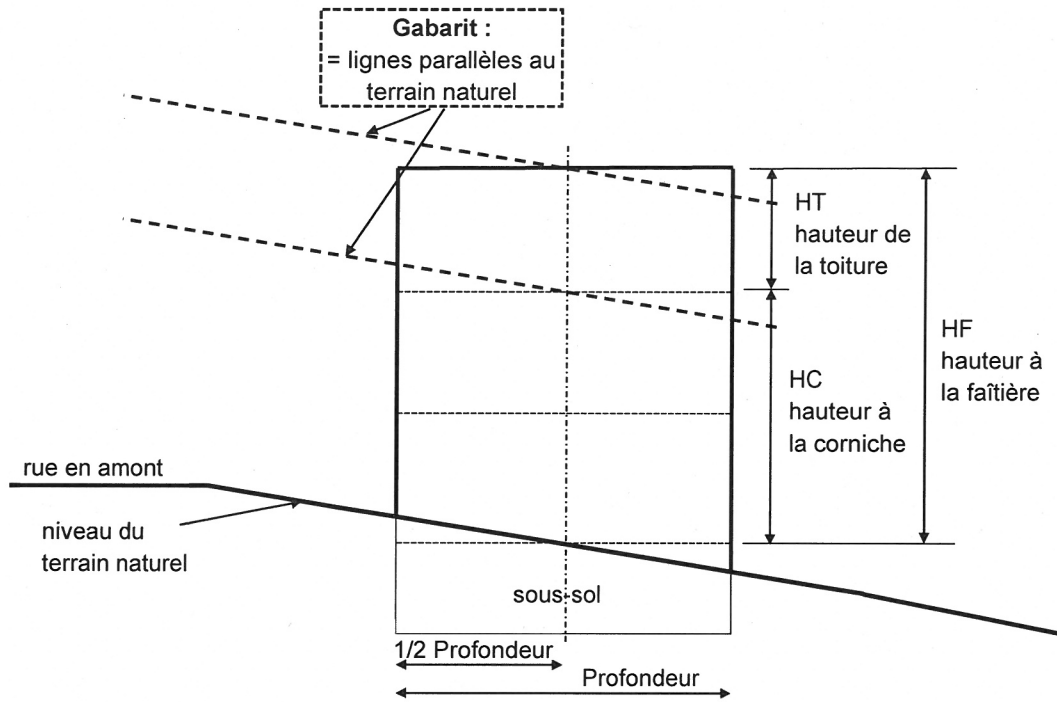 Gabarit :
= lignes parallèles au
terrain naturel
HT
hauteur de
la toiture
HF
hauteur à
la faîtière
HC
hauteur à
la corniche
rue en amont
niveau du
terrain naturel
sous-sol
1/2 Profondeur
Profondeur